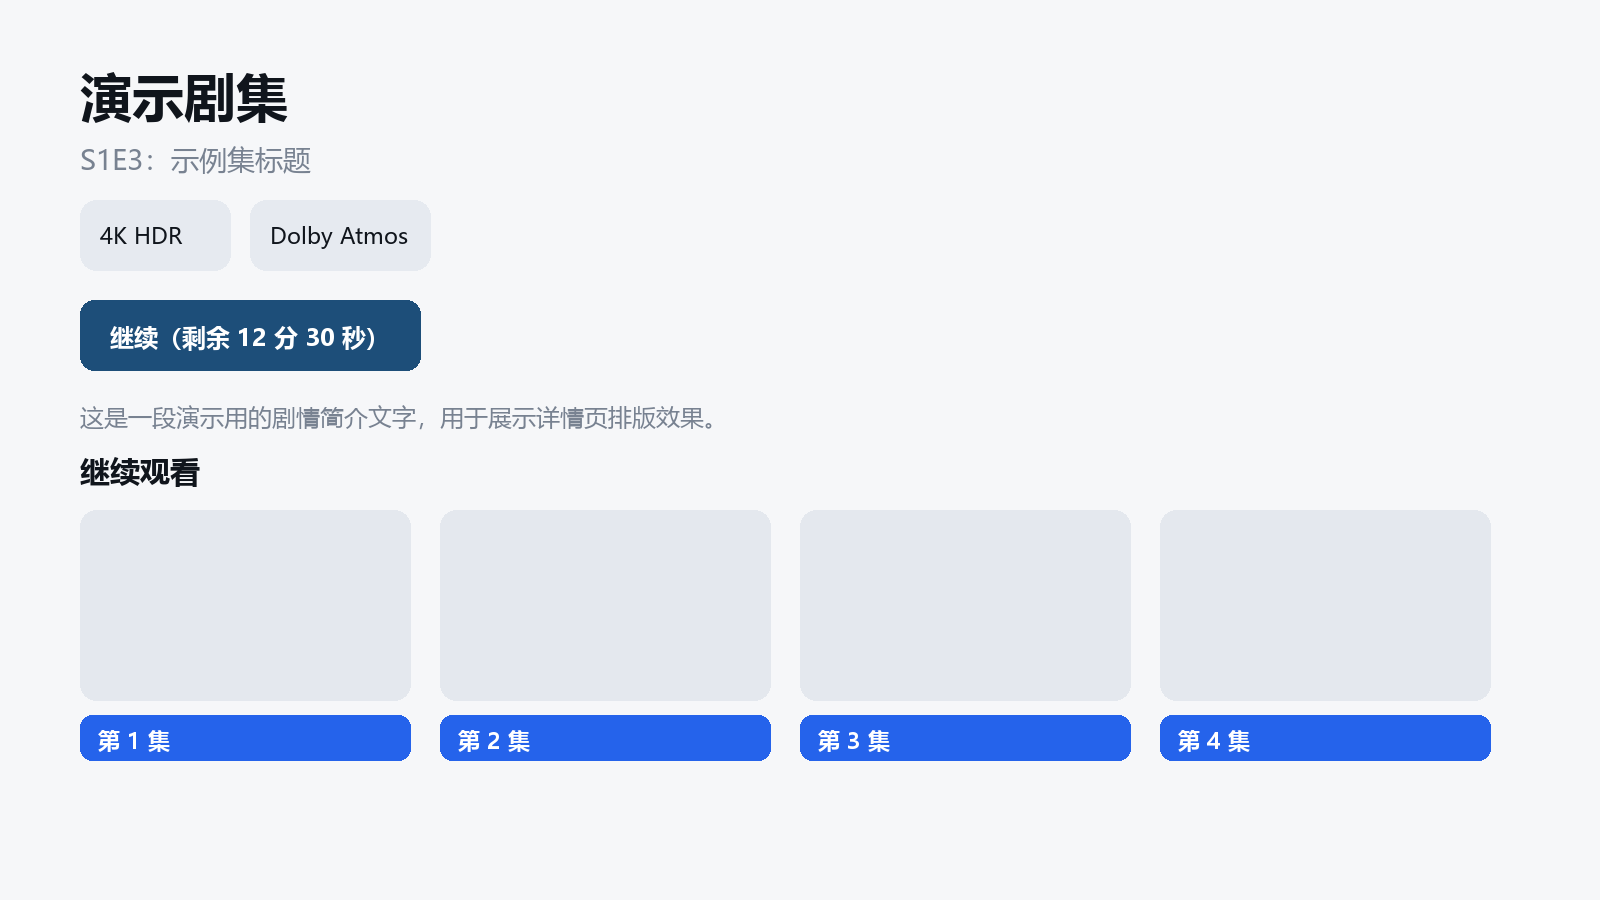 演示剧集
S1E3：示例集标题
4K HDR
Dolby Atmos
继续（剩余 12 分 30 秒）
这是一段演示用的剧情简介文字，用于展示详情页排版效果。
继续观看
第 1 集
第 2 集
第 3 集
第 4 集